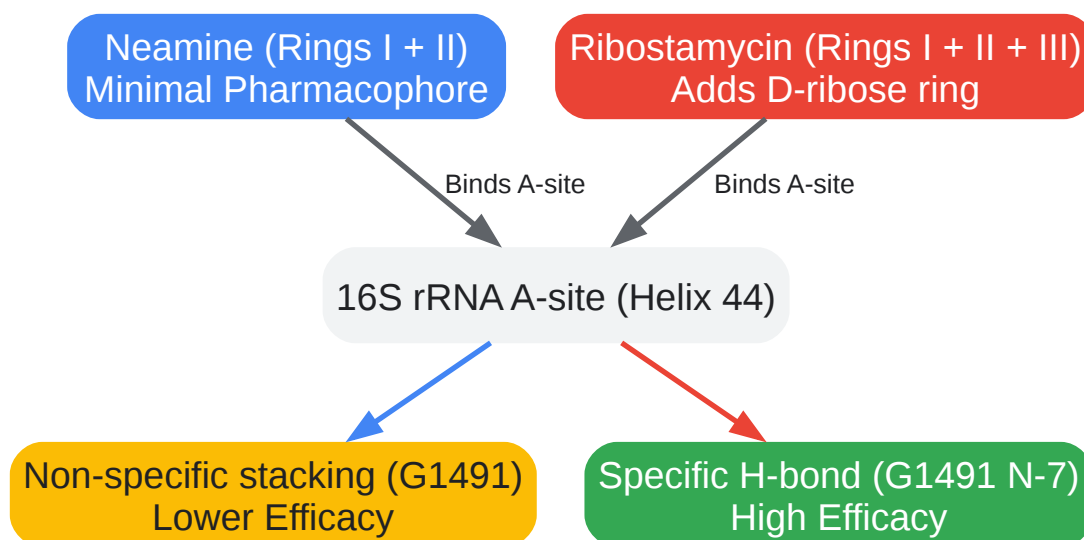 Neamine (Rings I + II)
Minimal Pharmacophore
Ribostamycin (Rings I + II + III)
Adds D-ribose ring
Binds A-site
Binds A-site
16S rRNA A-site (Helix 44)
Non-specific stacking (G1491)
Lower Efficacy
Specific H-bond (G1491 N-7)
High Efficacy